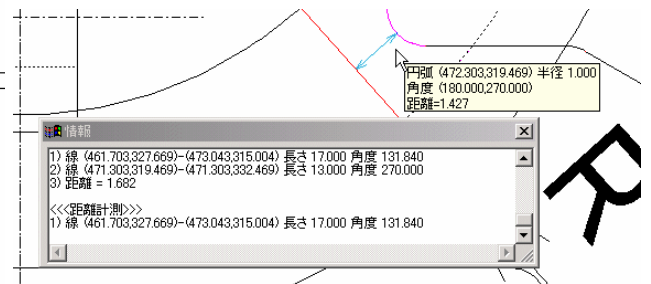 円弧 (472.303,319.469) 半径 1.000
角度 (180.000,270.000)
距離=1.427
情報
1) 線 (461.703,327.669)-(473.043,315.004) 長さ 17.000 角度 131.840
2) 線 (471.303,319.469)-(471.303,332.469) 長さ 13.000 角度 270.000
3) 距離 = 1.682
<<<距離計測>>>
1) 線 (461.703,327.669)-(473.043,315.004) 長さ 17.000 角度 131.840
R